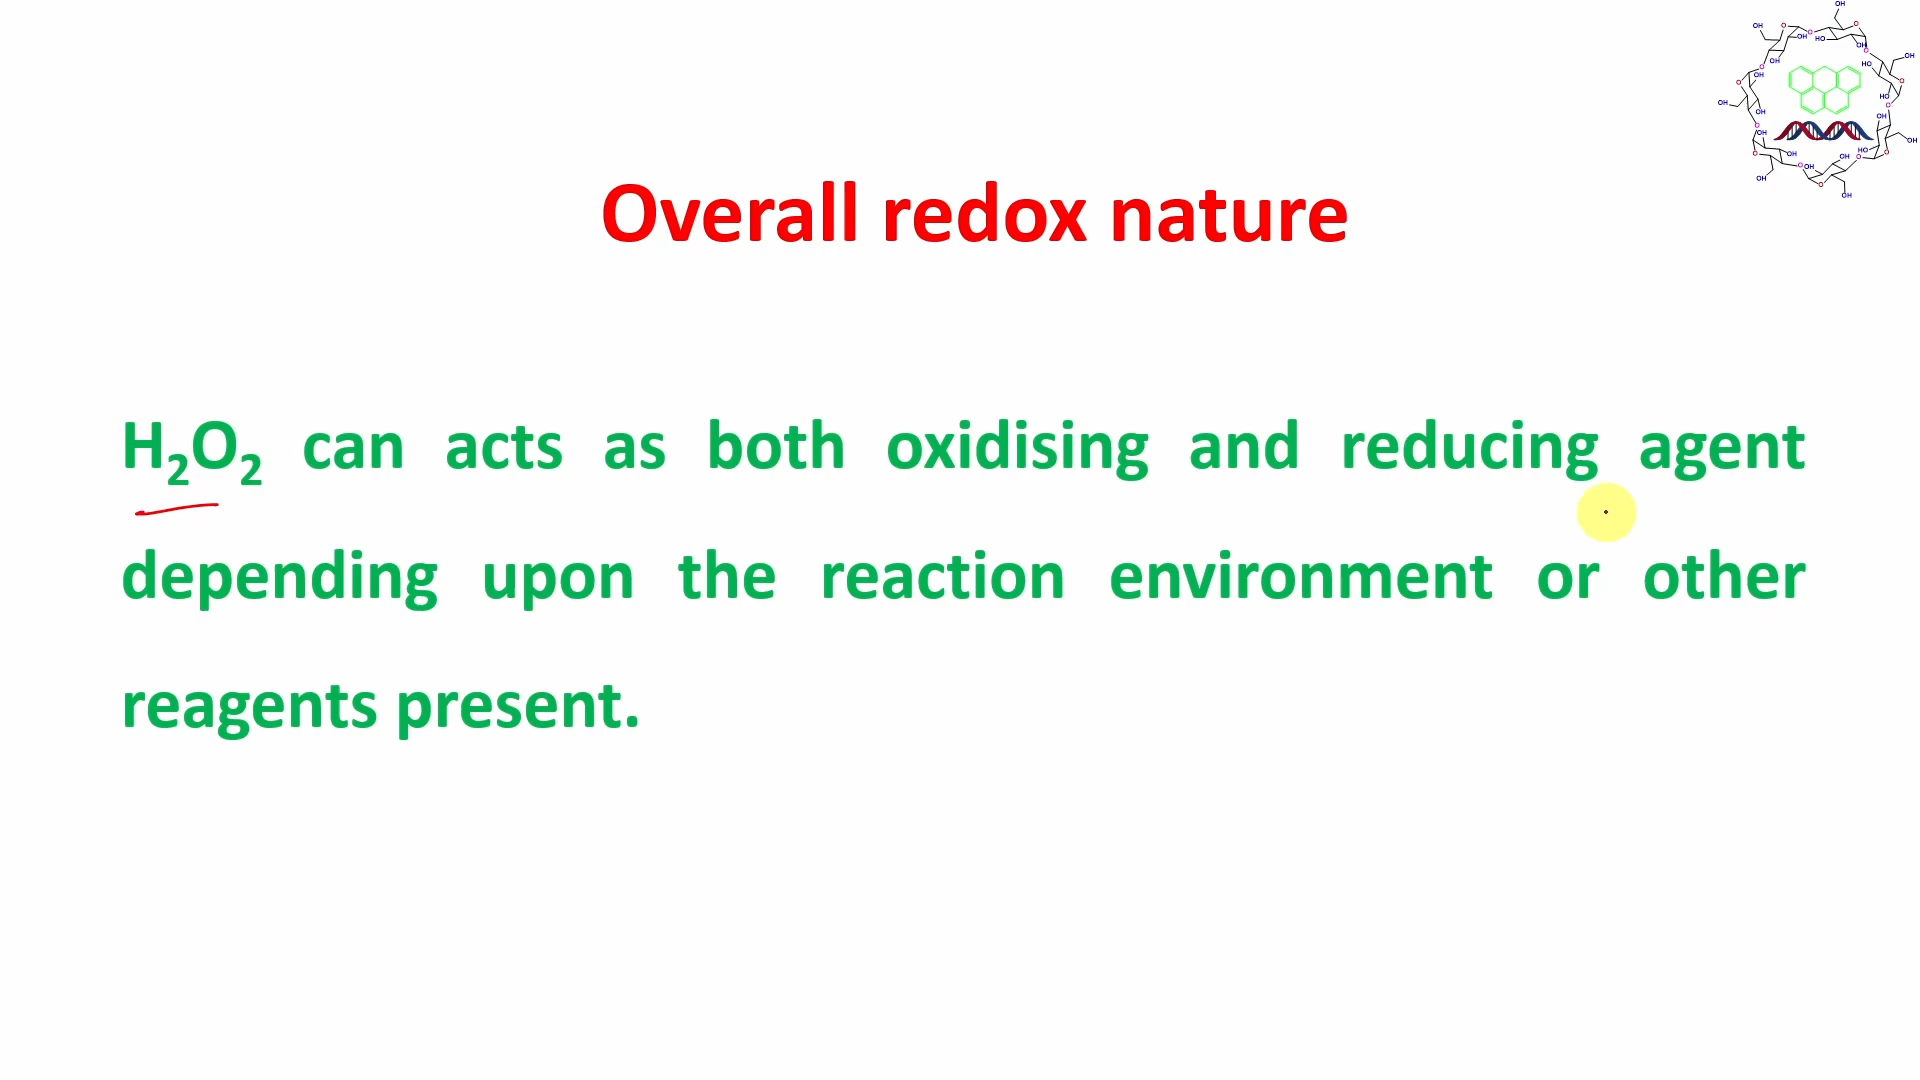 Overall redox nature
H₂O₂ can acts as both oxidising and reducing agent
depending upon the reaction environment or other
reagents present.